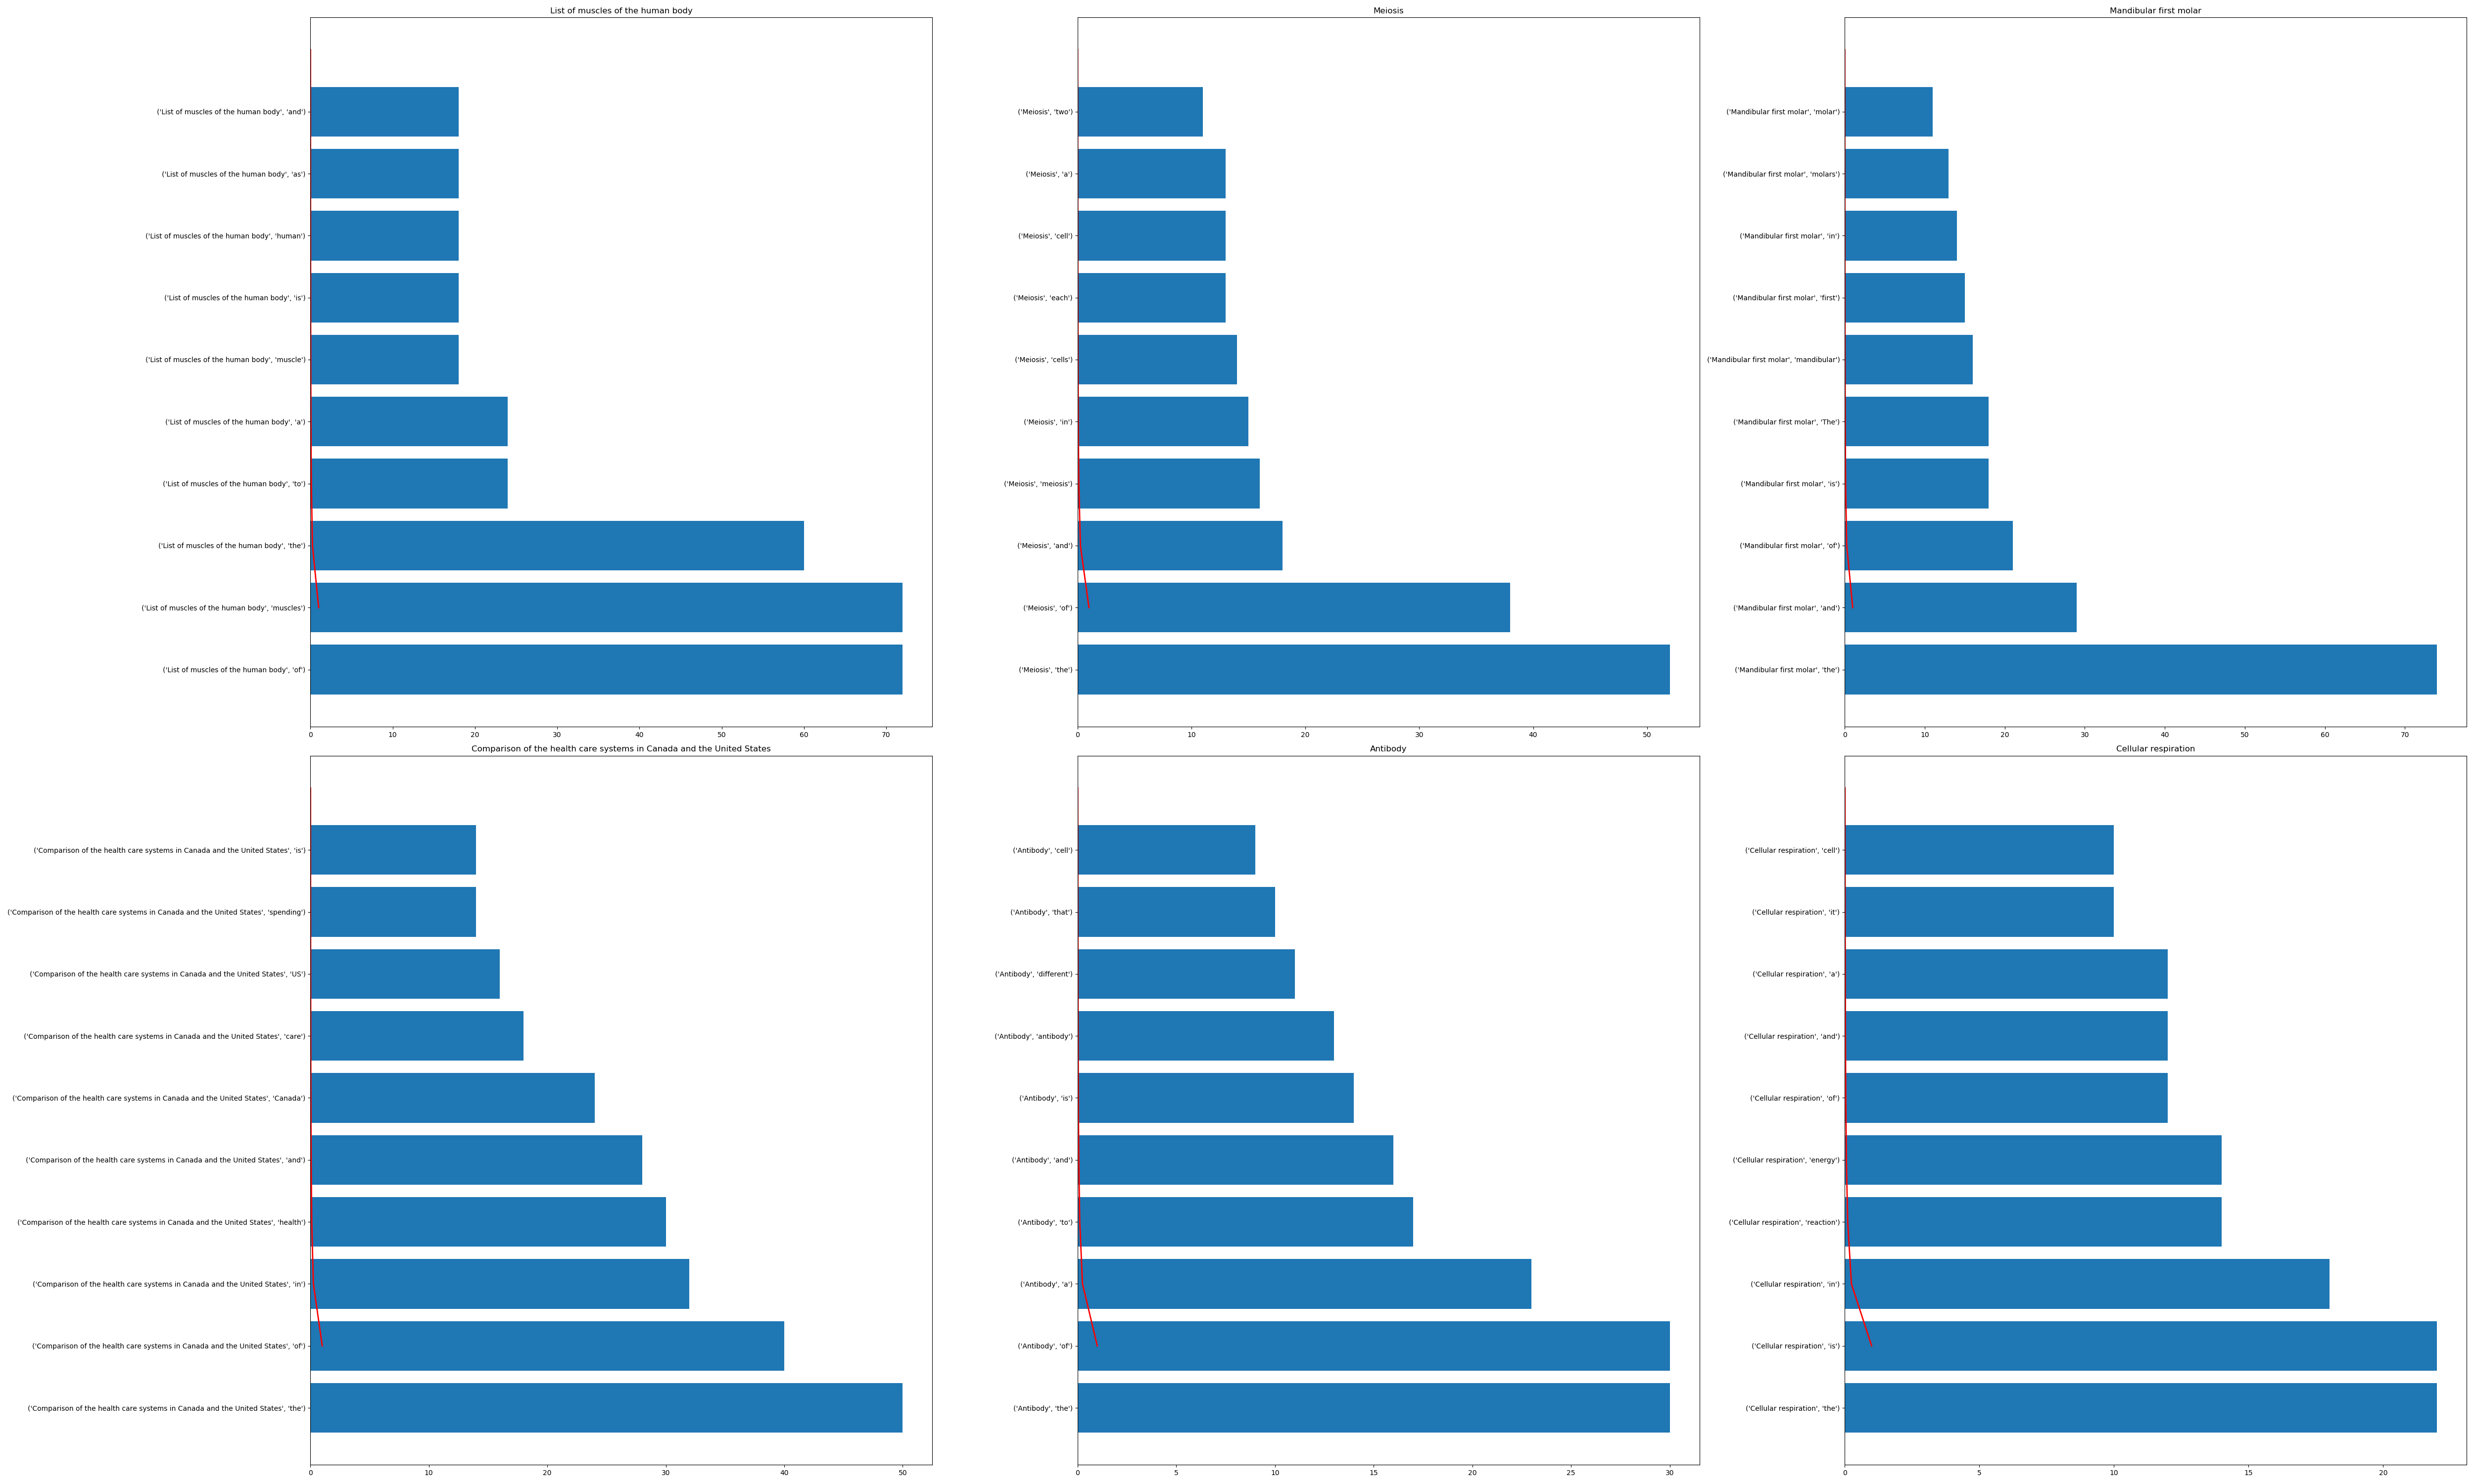 List of muscles of the human body
('List of muscles of the human body', 'and')
('List of muscles of the human body', 'as')
('List of muscles of the human body', 'human')
('List of muscles of the human body', 'is')
('List of muscles of the human body', 'muscle')
('List of muscles of the human body', 'a')
('List of muscles of the human body', 'to')
('List of muscles of the human body', 'the')
('List of muscles of the human body', 'muscles')
('List of muscles of the human body', 'of')
0 10 20 30 40 50 60 70
Meiosis
('Meiosis', 'two')
('Meiosis', 'a')
('Meiosis', 'cell')
('Meiosis', 'each')
('Meiosis', 'cells')
('Meiosis', 'in')
('Meiosis', 'meiosis')
('Meiosis', 'and')
('Meiosis', 'of')
('Meiosis', 'the')
0 10 20 30 40 50
Mandibular first molar
('Mandibular first molar', 'molar')
('Mandibular first molar', 'molars')
('Mandibular first molar', 'in')
('Mandibular first molar', 'first')
('Mandibular first molar', 'mandibular')
('Mandibular first molar', 'The')
('Mandibular first molar', 'is')
('Mandibular first molar', 'of')
('Mandibular first molar', 'and')
('Mandibular first molar', 'the')
0 10 20 30 40 50 60 70
Comparison of the health care systems in Canada and the United States
('Comparison of the health care systems in Canada and the United States', 'is')
('Comparison of the health care systems in Canada and the United States', 'spending')
('Comparison of the health care systems in Canada and the United States', 'US')
('Comparison of the health care systems in Canada and the United States', 'care')
('Comparison of the health care systems in Canada and the United States', 'Canada')
('Comparison of the health care systems in Canada and the United States', 'and')
('Comparison of the health care systems in Canada and the United States', 'health')
('Comparison of the health care systems in Canada and the United States', 'in')
('Comparison of the health care systems in Canada and the United States', 'of')
('Comparison of the health care systems in Canada and the United States', 'the')
0 10 20 30 40 50
Antibody
('Antibody', 'cell')
('Antibody', 'that')
('Antibody', 'different')
('Antibody', 'antibody')
('Antibody', 'is')
('Antibody', 'and')
('Antibody', 'to')
('Antibody', 'a')
('Antibody', 'of')
('Antibody', 'the')
0 5 10 15 20 25 30
Cellular respiration
('Cellular respiration', 'cell')
('Cellular respiration', 'it')
('Cellular respiration', 'a')
('Cellular respiration', 'and')
('Cellular respiration', 'of')
('Cellular respiration', 'energy')
('Cellular respiration', 'reaction')
('Cellular respiration', 'in')
('Cellular respiration', 'is')
('Cellular respiration', 'the')
0 5 10 15 20